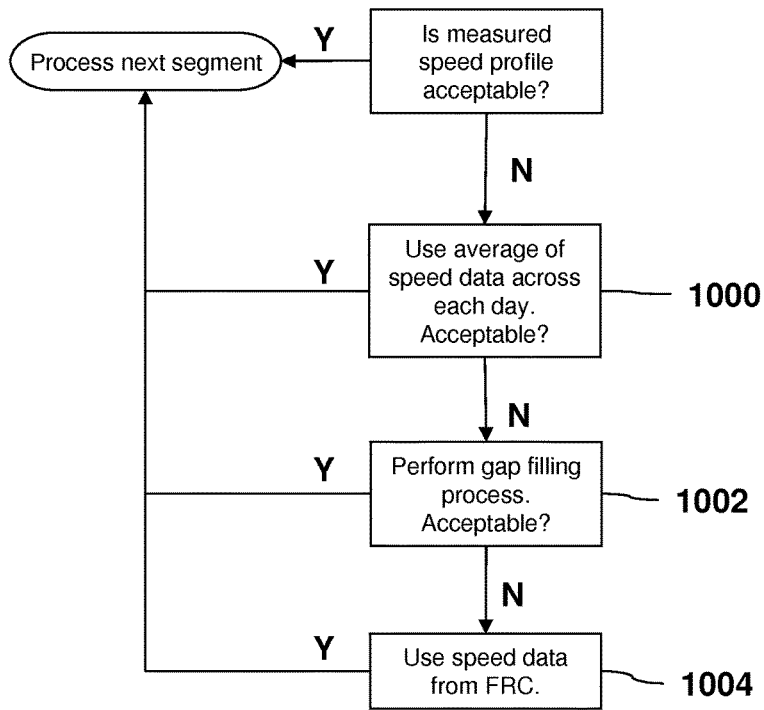 Process next segment
Y
Is measured
speed profile
acceptable?
N
Y
Use average of
speed data across
each day.
Acceptable?
1000
N
Y
Perform gap filling
process.
Acceptable?
1002
N
Y
Use speed data
from FRC.
1004